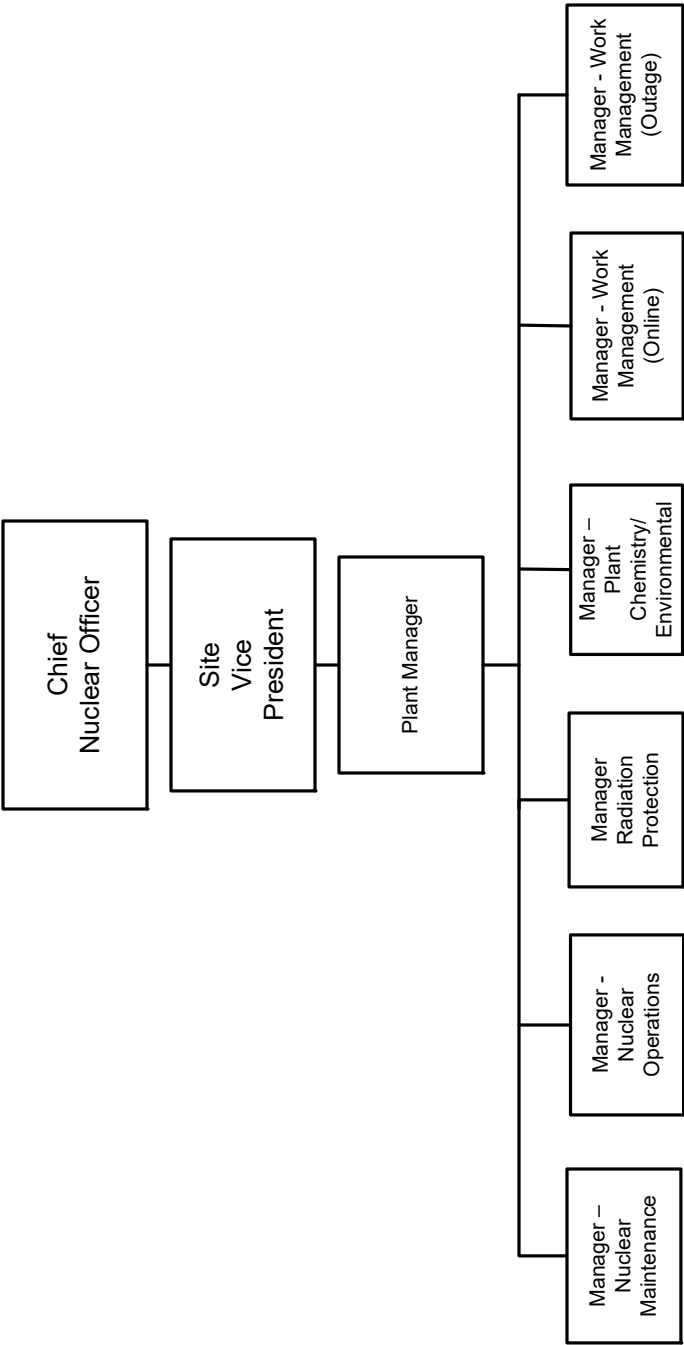 Chief
Nuclear Officer
Site
Vice
President
Plant Manager
Manager –
Nuclear
Maintenance
Manager -
Nuclear
Operations
Manager
Radiation
Protection
Manager –
Plant
Chemistry/
Environmental
Manager - Work
Management
(Online)
Manager - Work
Management
(Outage)